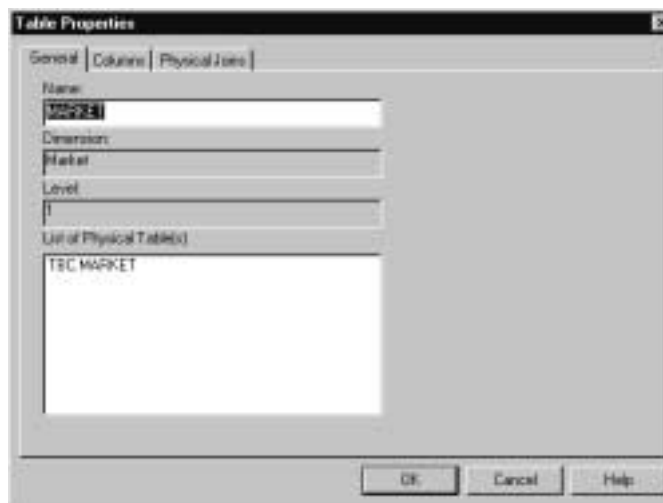 Table Properties
General Columns Physical Joins
Name:
MARKET
Dimension:
Market
Level:
1
List of Physical Table(s)
TBC.MARKET
OK Cancel Help